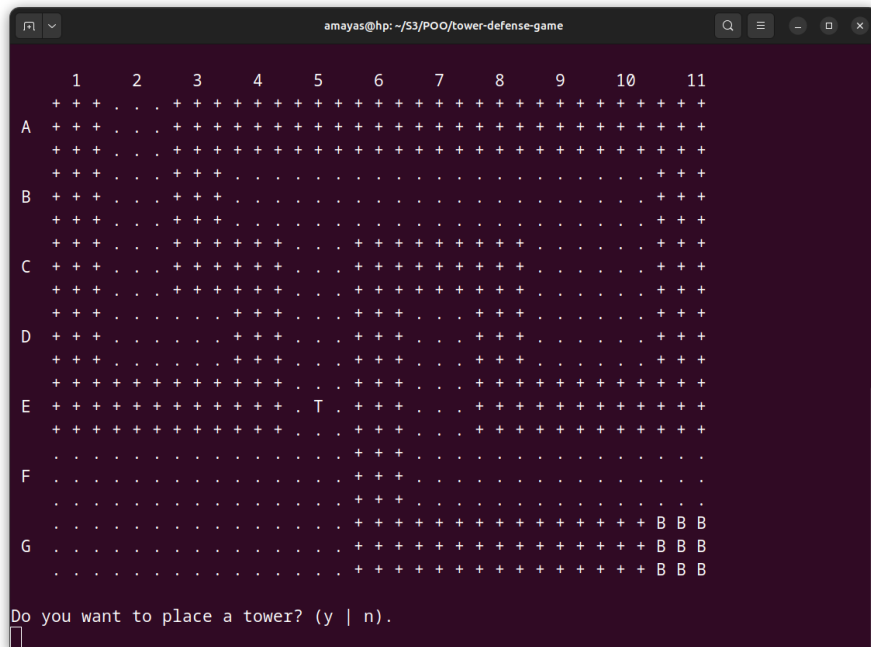 amayas@hp: ~/S3/POO/tower-defense-game
1 2 3 4 5 6 7 8 9 10 11
+ + + . . . + + + + + + + + + + + + + + + + + + + + + + + + + + +
A + + + . . . + + + + + + + + + + + + + + + + + + + + + + + + + + +
+ + + . . . + + + + + + + + + + + + + + + + + + + + + + + + + + +
+ + + . . . + + + . . . . . . . . . . . . . . . . . . . . . + + +
B + + + . . . + + + . . . . . . . . . . . . . . . . . . . . . + + +
+ + + . . . + + + . . . . . . . . . . . . . . . . . . . . . + + +
+ + + . . . + + + + + + . . . + + + + + + + + + . . . . . . + + +
C + + + . . . + + + + + + . . . + + + + + + + + + . . . . . . + + +
+ + + . . . + + + + + + . . . + + + + + + + + + . . . . . . + + +
+ + + . . . . . . + + + . . . + + + . . . + + + . . . . . . + + +
D + + + . . . . . . + + + . . . + + + . . . + + + . . . . . . + + +
+ + + . . . . . . + + + . . . + + + . . . + + + . . . . . . + + +
+ + + + + + + + + + + + . . . + + + . . . + + + + + + + + + + + +
E + + + + + + + + + + + + . T . + + + . . . + + + + + + + + + + + +
+ + + + + + + + + + + + . . . + + + . . . + + + + + + + + + + + +
. . . . . . . . . . . . . . . + + + . . . . . . . . . . . . . . .
F . . . . . . . . . . . . . . . + + + . . . . . . . . . . . . . . .
. . . . . . . . . . . . . . . + + + . . . . . . . . . . . . . . .
. . . . . . . . . . . . . . . + + + + + + + + + + + + + + + B B B
G . . . . . . . . . . . . . . . + + + + + + + + + + + + + + + B B B
. . . . . . . . . . . . . . . + + + + + + + + + + + + + + + B B B
Do you want to place a tower? (y | n).